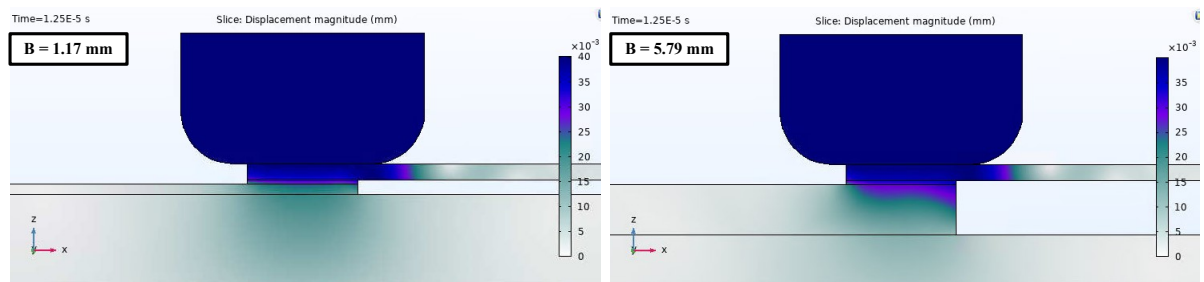 Time=1.25E-5 s
Slice: Displacement magnitude (mm)
B = 1.17 mm
×10⁻³
40
35
30
25
20
15
10
5
0
z
y
x
Time=1.25E-5 s
Slice: Displacement magnitude (mm)
B = 5.79 mm
×10⁻³
35
30
25
20
15
10
5
0
z
y
x